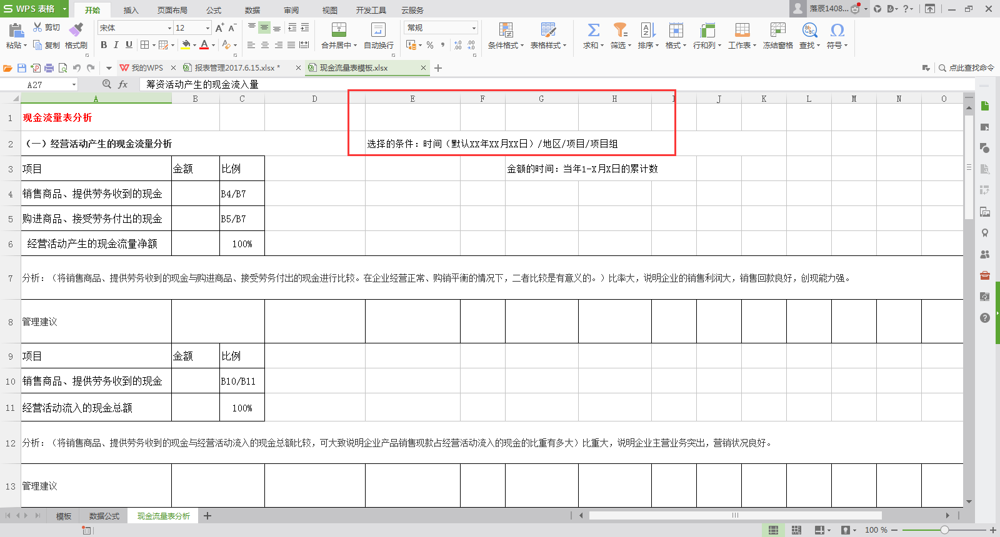 S WPS 表格
开始 插入 页面布局 公式 数据 审阅 视图 开发工具 云服务
落辰1408...
粘贴 剪切 复制 格式刷
宋体 12
B I U
合并居中 自动换行
常规
条件格式 表格样式 求和 筛选 排序 格式 行和列 工作表 冻结窗格 查找 符号
我的WPS 报表管理2017.6.15.xlsx * 现金流量表模板.xlsx
点此查找命令
A27 fx 筹资活动产生的现金流入量
A B C D E F G H I J K L M N O
1 现金流量表分析
2 （一）经营活动产生的现金流量分析 选择的条件：时间（默认XX年XX月XX日）/地区/项目/项目组
3 项目 金额 比例 金额的时间：当年1-X月X日的累计数
4 销售商品、提供劳务收到的现金 B4/B7
5 购进商品、接受劳务付出的现金 B5/B7
6 经营活动产生的现金流量净额 100%
7 分析：（将销售商品、提供劳务收到的现金与购进商品、接受劳务付出的现金进行比较。在企业经营正常、购销平衡的情况下，二者比较是有意义的。）比率大，说明企业的销售利润大，销售回款良好，创现能力强。
8 管理建议
9 项目 金额 比例
10 销售商品、提供劳务收到的现金 B10/B11
11 经营活动流入的现金总额 100%
12 分析：（将销售商品、提供劳务收到的现金与经营活动流入的现金总额比较，可大致说明企业产品销售现款占经营活动流入的现金的比重有多大）比重大，说明企业主营业务突出，营销状况良好。
13 管理建议
模板 数据公式 现金流量表分析
100 %